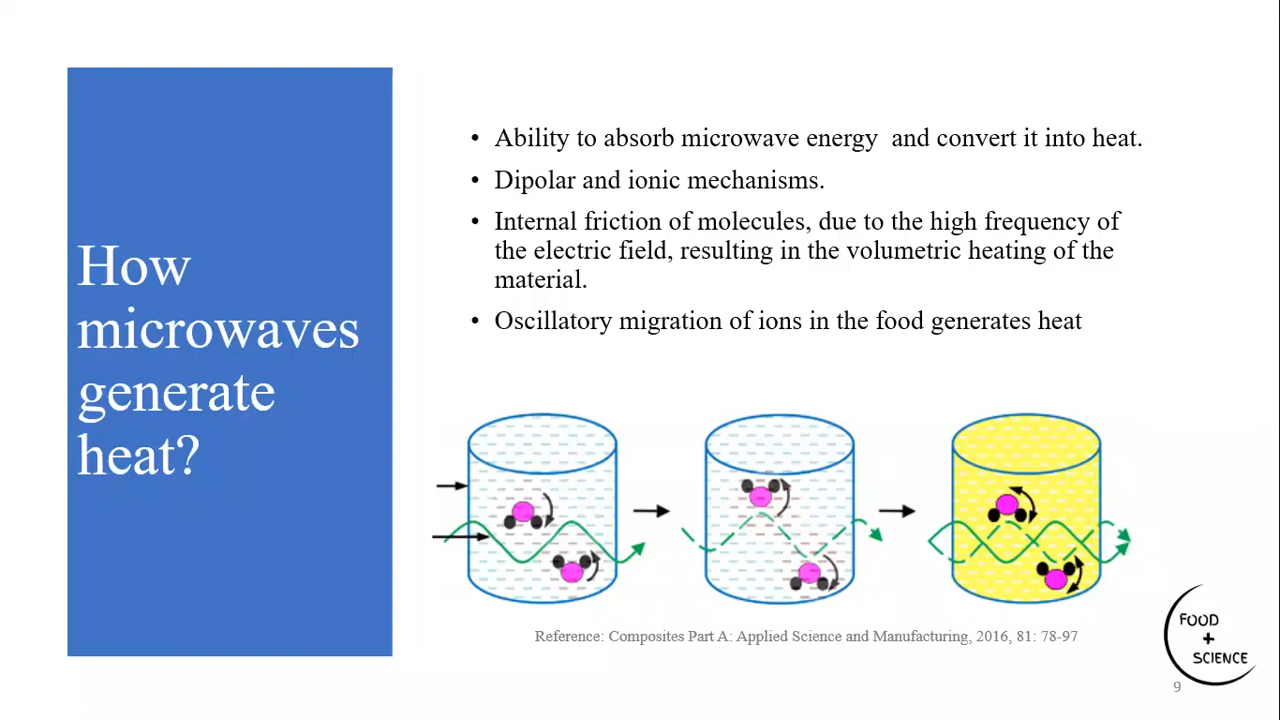 How
microwaves
generate
heat?
• Ability to absorb microwave energy  and convert it into heat.
• Dipolar and ionic mechanisms.
• Internal friction of molecules, due to the high frequency of
the electric field, resulting in the volumetric heating of the
material.
• Oscillatory migration of ions in the food generates heat
Reference: Composites Part A: Applied Science and Manufacturing, 2016, 81: 78-97
FOOD
+
SCIENCE
9